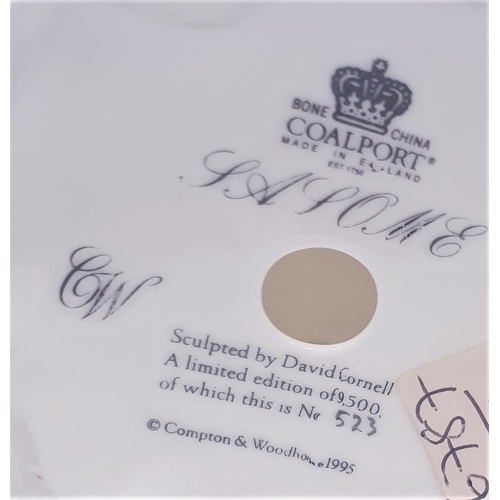 BONE CHINA
COALPORT®
MADE IN ENGLAND
EST 1750
SALOME
CW
Sculpted by David Cornell
A limited edition of 9,500,
of which this is No 523
© Compton & Woodhouse 1995